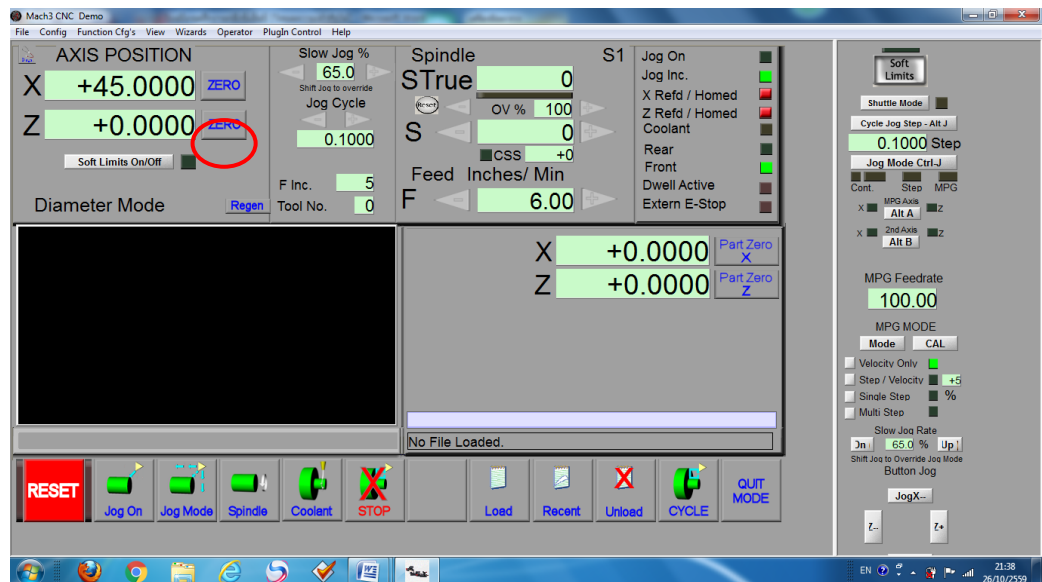 Mach3 CNC Demo
File Config Function Cfg's View Wizards Operator PlugIn Control Help
AXIS POSITION
X +45.0000 ZERO
Z +0.0000 ZERO
Soft Limits On/Off
Diameter Mode Regen
Slow Jog %
65.0
Shift Jog to override
Jog Cycle
0.1000
F Inc. 5
Tool No. 0
Spindle S1
STrue 0
Reset OV % 100
S 0
CSS +0
Feed Inches/ Min
F 6.00
Jog On
Jog Inc.
X Refd / Homed
Z Refd / Homed
Coolant
Rear
Front
Dwell Active
Extern E-Stop
X +0.0000 Part Zero X
Z +0.0000 Part Zero Z
No File Loaded.
RESET
Jog On Jog Mode Spindle Coolant STOP Load Recent Unload CYCLE QUIT MODE
Soft
Limits
Shuttle Mode
Cycle Jog Step - Alt J
0.1000 Step
Jog Mode Ctrl-J
Cont. Step MPG
MPG Axis
X Alt A Z
2nd Axis
X Alt B Z
MPG Feedrate
100.00
MPG MODE
Mode CAL
Velocity Only
Step / Velocity +5
Single Step %
Multi Step
Slow Jog Rate
65.0 % Up
Shift Jog to Override Jog Mode
Button Jog
JogX--
Z-- Z+
EN 21:38
26/10/2559